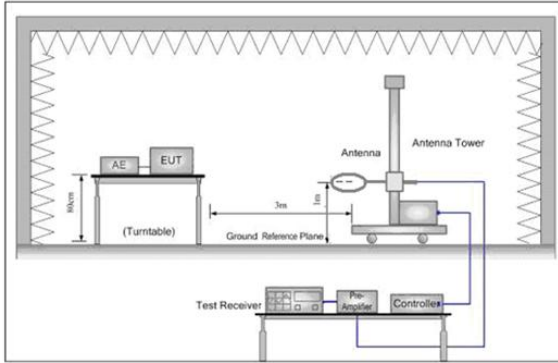 Antenna Tower
Antenna
EUT
AE
80cm
1m
3m
(Turntable)
Ground Reference Plane
Test Receiver
Pre-
Amplifier
Controller